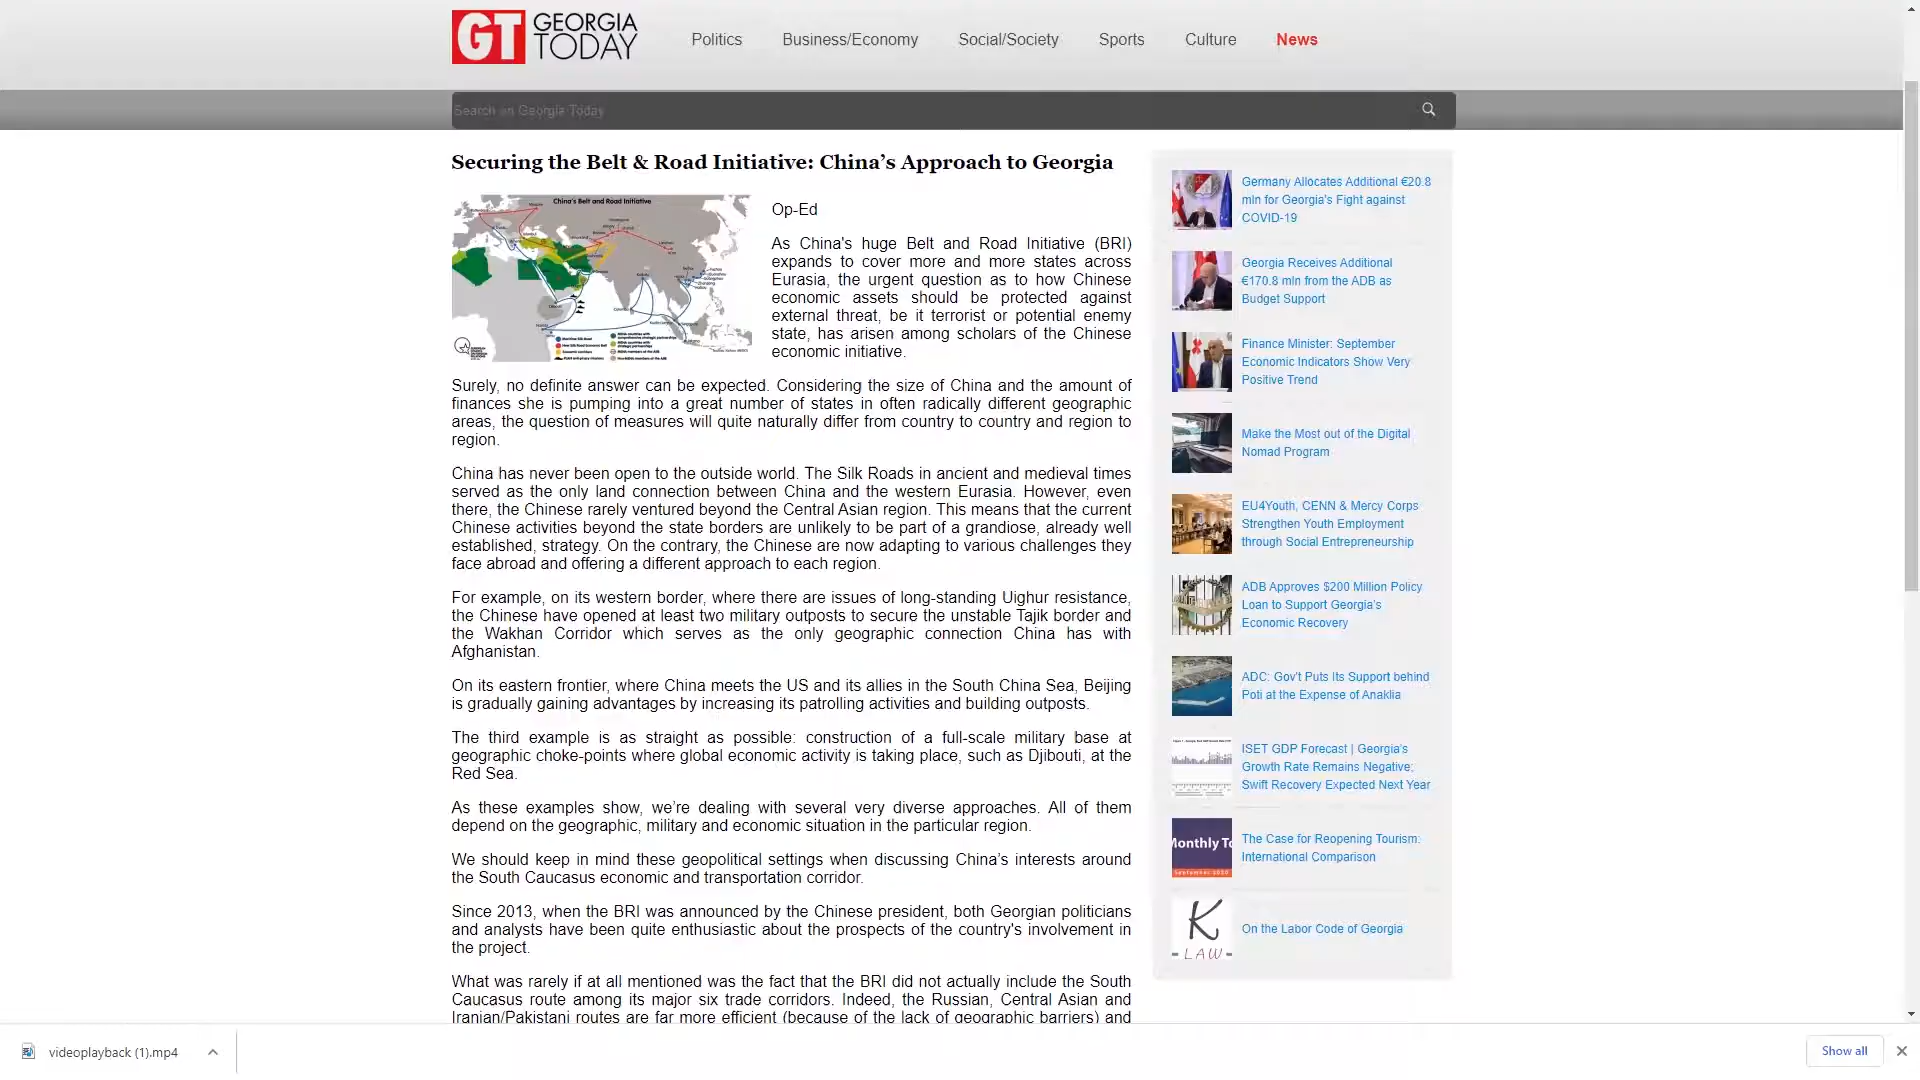 GT GEORGIA
TODAY
Politics
Business/Economy
Social/Society
Sports
Culture
News
Search on Georgia Today
Securing the Belt & Road Initiative: China's Approach to Georgia
China's Belt and Road Initiative
Op-Ed
As China's huge Belt and Road Initiative (BRI)
expands to cover more and more states across
Eurasia, the urgent question as to how Chinese
economic assets should be protected against
external threat, be it terrorist or potential enemy
state, has arisen among scholars of the Chinese
economic initiative.
Surely, no definite answer can be expected. Considering the size of China and the amount of
finances she is pumping into a great number of states in often radically different geographic
areas, the question of measures will quite naturally differ from country to country and region to
region.
China has never been open to the outside world. The Silk Roads in ancient and medieval times
served as the only land connection between China and the western Eurasia. However, even
there, the Chinese rarely ventured beyond the Central Asian region. This means that the current
Chinese activities beyond the state borders are unlikely to be part of a grandiose, already well
established, strategy. On the contrary, the Chinese are now adapting to various challenges they
face abroad and offering a different approach to each region.
For example, on its western border, where there are issues of long-standing Uighur resistance,
the Chinese have opened at least two military outposts to secure the unstable Tajik border and
the Wakhan Corridor which serves as the only geographic connection China has with
Afghanistan.
On its eastern frontier, where China meets the US and its allies in the South China Sea, Beijing
is gradually gaining advantages by increasing its patrolling activities and building outposts.
The third example is as straight as possible: construction of a full-scale military base at
geographic choke-points where global economic activity is taking place, such as Djibouti, at the
Red Sea.
As these examples show, we're dealing with several very diverse approaches. All of them
depend on the geographic, military and economic situation in the particular region.
We should keep in mind these geopolitical settings when discussing China's interests around
the South Caucasus economic and transportation corridor.
Since 2013, when the BRI was announced by the Chinese president, both Georgian politicians
and analysts have been quite enthusiastic about the prospects of the country's involvement in
the project.
What was rarely if at all mentioned was the fact that the BRI did not actually include the South
Caucasus route among its major six trade corridors. Indeed, the Russian, Central Asian and
Iranian/Pakistani routes are far more efficient (because of the lack of geographic barriers) and
Germany Allocates Additional €20.8
mln for Georgia's Fight against
COVID-19
Georgia Receives Additional
€170.8 mln from the ADB as
Budget Support
Finance Minister: September
Economic Indicators Show Very
Positive Trend
Make the Most out of the Digital
Nomad Program
EU4Youth, CENN & Mercy Corps
Strengthen Youth Employment
through Social Entrepreneurship
ADB Approves $200 Million Policy
Loan to Support Georgia's
Economic Recovery
ADC: Gov't Puts Its Support behind
Poti at the Expense of Anaklia
ISET GDP Forecast | Georgia's
Growth Rate Remains Negative;
Swift Recovery Expected Next Year
Monthly To
September 2020
The Case for Reopening Tourism:
International Comparison
K
LAW
On the Labor Code of Georgia
videoplayback (1).mp4
Show all